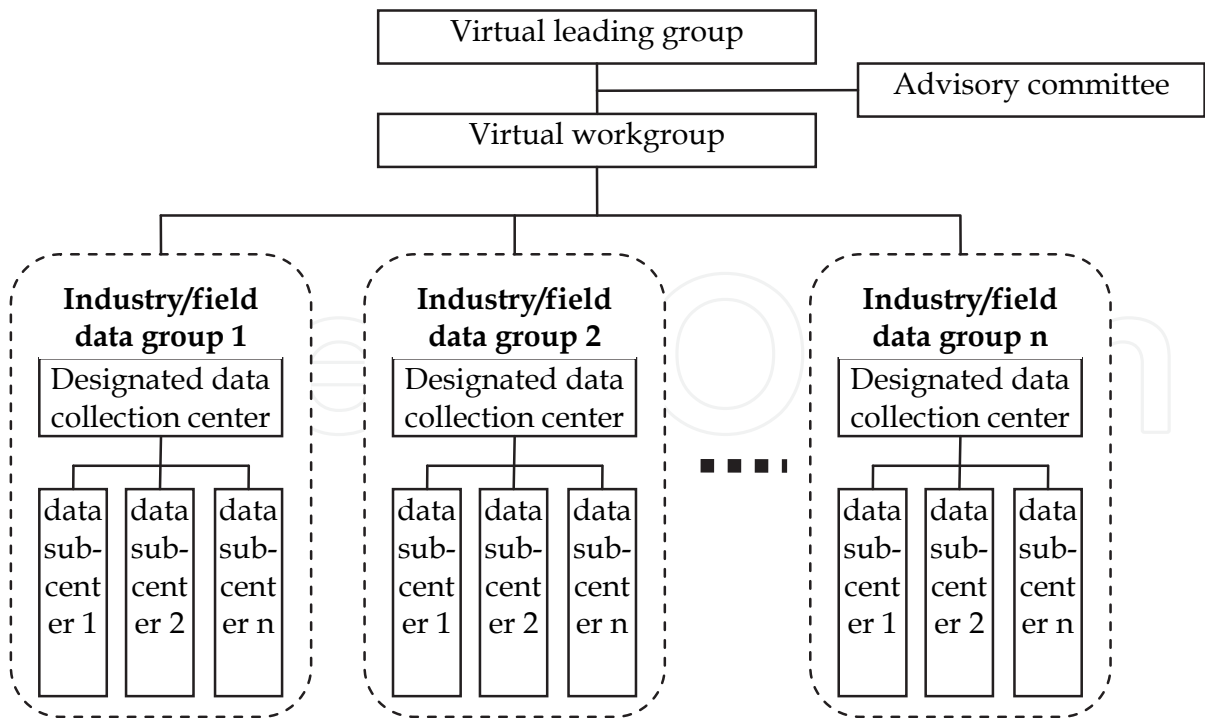 Virtual leading group
Advisory committee
Virtual workgroup
Industry/field
data group 1
Designated data
collection center
data
sub-
cent
er 1
data
sub-
cent
er 2
data
sub-
cent
er n
Industry/field
data group 2
Designated data
collection center
data
sub-
cent
er 1
data
sub-
cent
er 2
data
sub-
cent
er n
Industry/field
data group n
Designated data
collection center
data
sub-
cent
er 1
data
sub-
cent
er 2
data
sub-
cent
er n